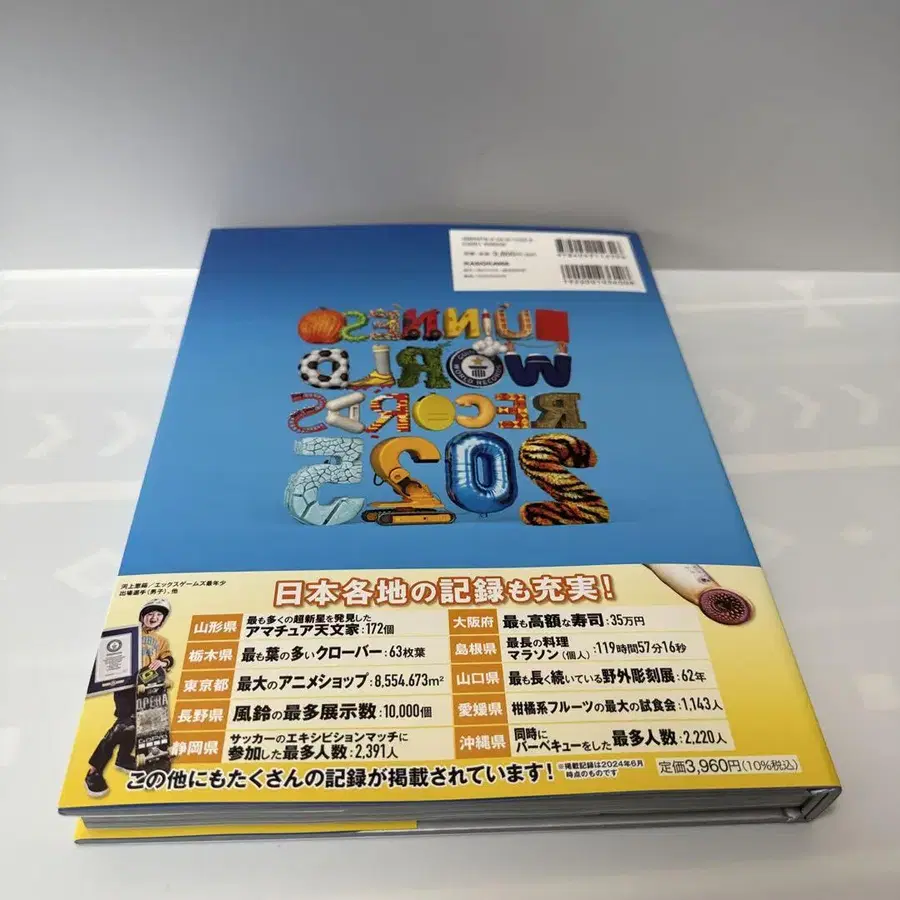 KADOKAWA
GUINNESS
WORLD
RECORDS
2025
河上恵蒔/エックスゲームズ最年少
出場選手(男子)、他
日本各地の記録も充実!
山形県 最も多くの超新星を発見した
アマチュア天文家:172個
栃木県 最も葉の多いクローバー:63枚葉
東京都 最大のアニメショップ:8,554.673m²
長野県 風鈴の最多展示数:10,000個
静岡県 サッカーのエキシビションマッチに
参加した最多人数:2,391人
大阪府 最も高額な寿司:35万円
島根県 最長の料理
マラソン(個人):119時間57分16秒
山口県 最も長く続いている野外彫刻展:62年
愛媛県 柑橘系フルーツの最大の試食会:1,143人
沖縄県 同時に
バーベキューをした最多人数:2,220人
この他にもたくさんの記録が掲載されています!
※掲載記録は2024年6月
時点のものです
定価3,960円(10%税込)